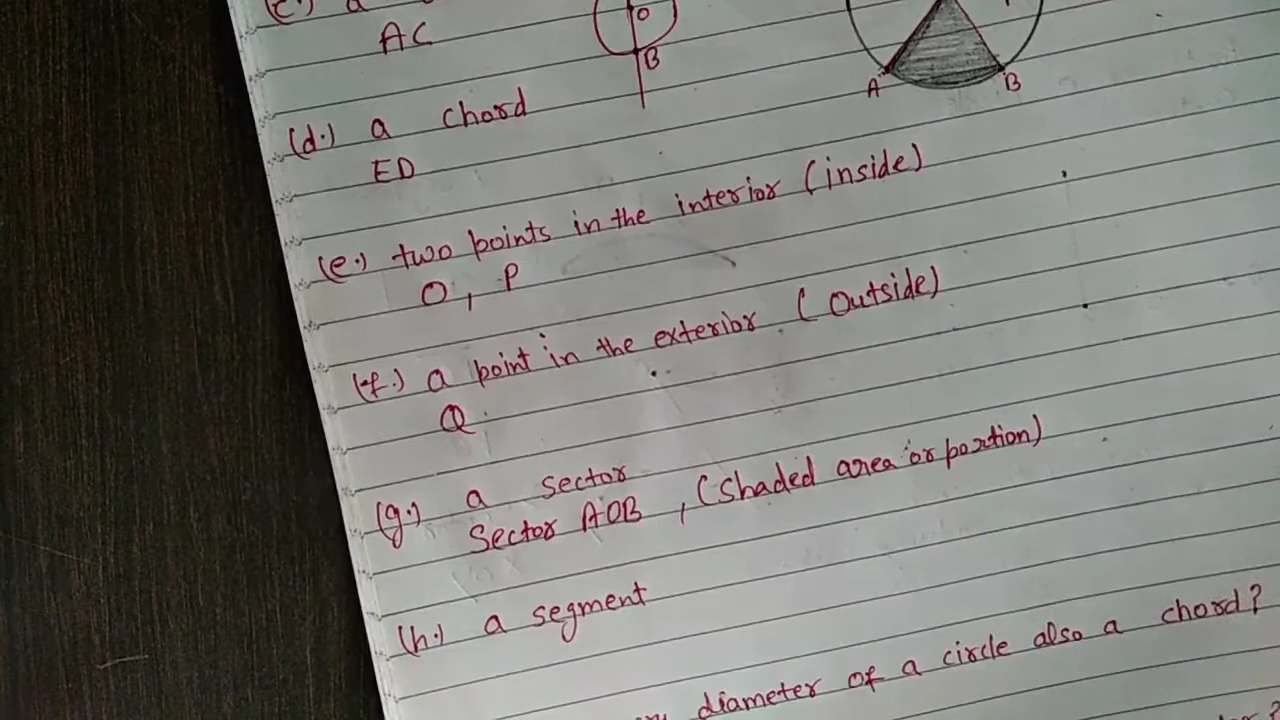 (c.) a
AC
O
B
A
B
(d.) a chord
ED
(e.) two points in the interior (inside)
O, P
(f.) a point in the exterior (outside)
Q.
(g.) a sector
Sector AOB, (shaded area or portion)
(h.) a segment
diameter of a circle also a chord?